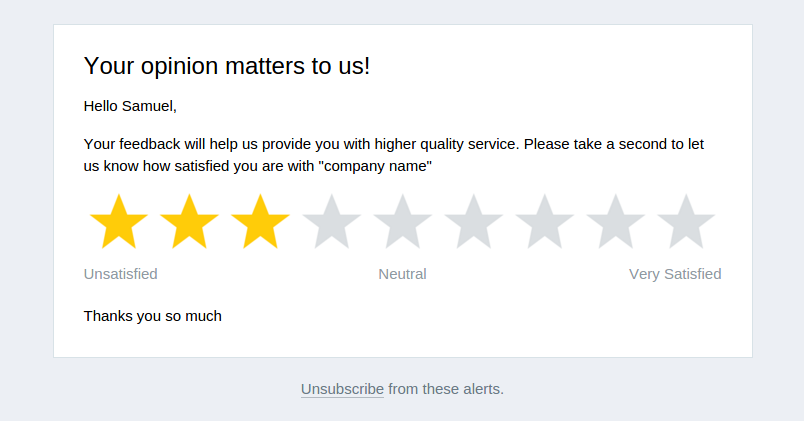 Your opinion matters to us!
Hello Samuel,
Your feedback will help us provide you with higher quality service. Please take a second to let
us know how satisfied you are with "company name"
Unsatisfied Neutral Very Satisfied
Thanks you so much
Unsubscribe from these alerts.